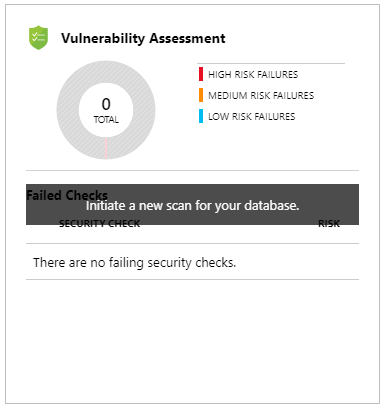 Vulnerability Assessment
0
TOTAL
HIGH RISK FAILURES
MEDIUM RISK FAILURES
LOW RISK FAILURES
Failed Checks
Initiate a new scan for your database.
SECURITY CHECK RISK
There are no failing security checks.